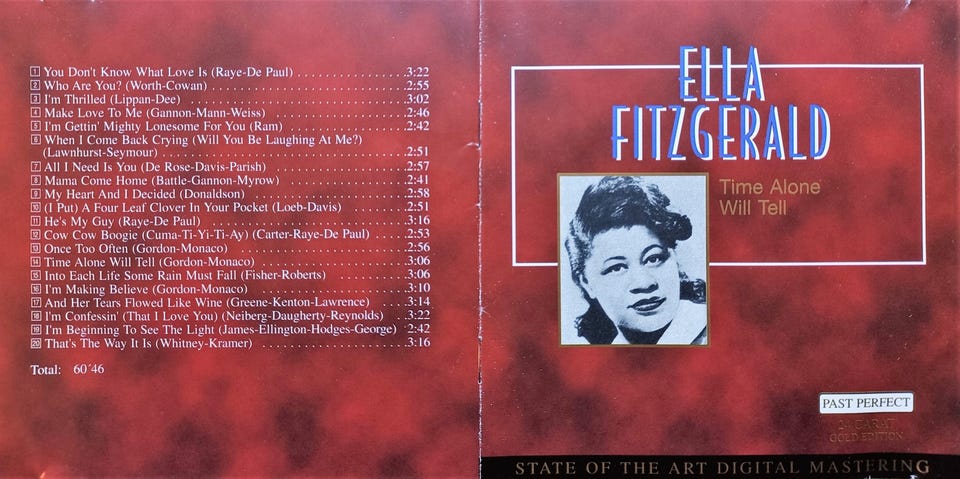 1 You Don't Know What Love Is (Raye-De Paul) . . . . . . . . . . . . . . . . 3:22
2 Who Are You? (Worth-Cowan) . . . . . . . . . . . . . . . . . . . . . . . . . . 2:55
3 I'm Thrilled (Lippan-Dee) . . . . . . . . . . . . . . . . . . . . . . . . . . . . . . 3:02
4 Make Love To Me (Gannon-Mann-Weiss) . . . . . . . . . . . . . . . . . . . 2:46
5 I'm Gettin' Mighty Lonesome For You (Ram) . . . . . . . . . . . . . . . . 2:42
6 When I Come Back Crying (Will You Be Laughing At Me?)
(Lawnhurst-Seymour) . . . . . . . . . . . . . . . . . . . . . . . . . . . . . . . . . 2:51
7 All I Need Is You (De Rose-Davis-Parish) . . . . . . . . . . . . . . . . . . . 2:57
8 Mama Come Home (Battle-Gannon-Myrow) . . . . . . . . . . . . . . . . . 2:41
9 My Heart And I Decided (Donaldson) . . . . . . . . . . . . . . . . . . . . . . 2:58
10 (I Put) A Four Leaf Clover In Your Pocket (Loeb-Davis) . . . . . . . . 2:51
11 He's My Guy (Raye-De Paul) . . . . . . . . . . . . . . . . . . . . . . . . . . . . 3:16
12 Cow Cow Boogie (Cuma-Ti-Yi-Ti-Ay) (Carter-Raye-De Paul) . . . . 2:53
13 Once Too Often (Gordon-Monaco) . . . . . . . . . . . . . . . . . . . . . . . . 2:56
14 Time Alone Will Tell (Gordon-Monaco) . . . . . . . . . . . . . . . . . . . . 3:06
15 Into Each Life Some Rain Must Fall (Fisher-Roberts) . . . . . . . . . . . 3:06
16 I'm Making Believe (Gordon-Monaco) . . . . . . . . . . . . . . . . . . . . . 3:10
17 And Her Tears Flowed Like Wine (Greene-Kenton-Lawrence) . . . . 3:14
18 I'm Confessin' (That I Love You) (Neiberg-Daugherty-Reynolds) . . 3:22
19 I'm Beginning To See The Light (James-Ellington-Hodges-George) 2:42
20 That's The Way It Is (Whitney-Kramer) . . . . . . . . . . . . . . . . . . . . 3:16
Total: 60´46
ELLA
FITZGERALD
Time Alone
Will Tell
PAST PERFECT
24 CARAT
GOLD EDITION
STATE OF THE ART DIGITAL MASTERING